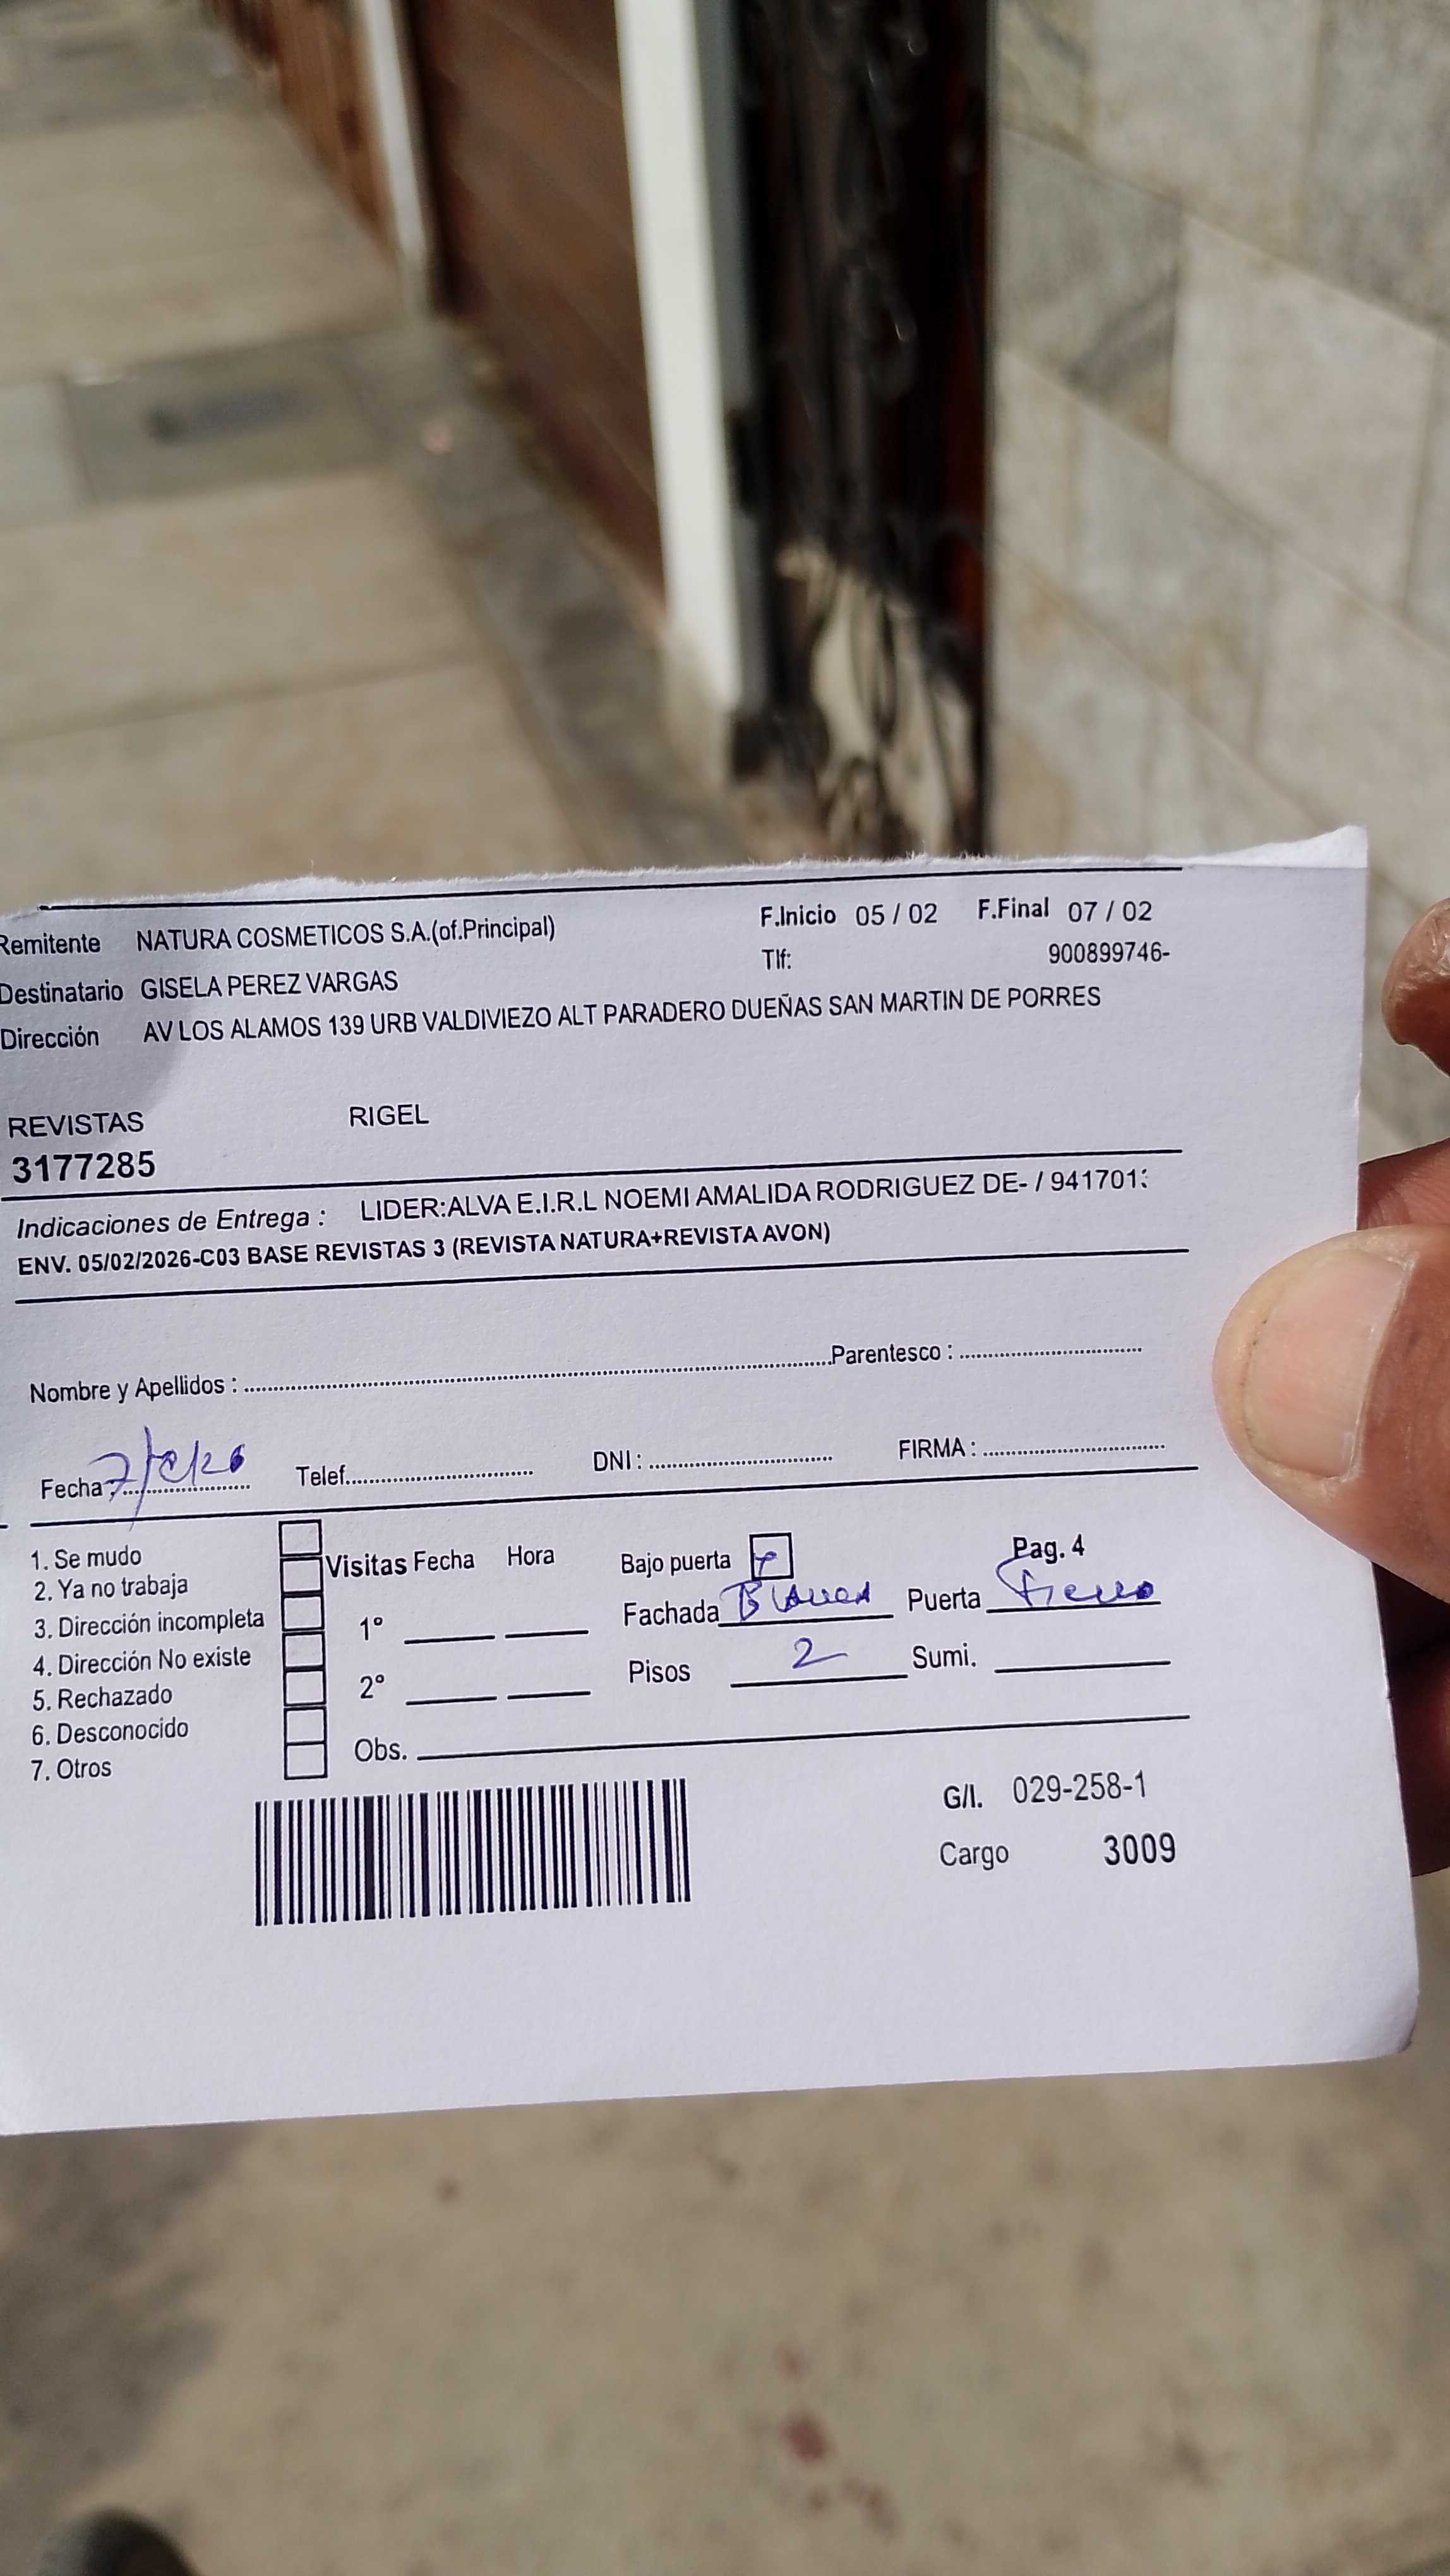 Remitente NATURA COSMETICOS S.A.(of.Principal) F.Inicio 05 / 02 F.Final 07 / 02
Tlf: 900899746-
Destinatario GISELA PEREZ VARGAS
Dirección AV LOS ALAMOS 139 URB VALDIVIEZO ALT PARADERO DUEÑAS SAN MARTIN DE PORRES
REVISTAS RIGEL
3177285
Indicaciones de Entrega : LIDER:ALVA E.I.R.L NOEMI AMALIDA RODRIGUEZ DE- / 941701
ENV. 05/02/2026-C03 BASE REVISTAS 3 (REVISTA NATURA+REVISTA AVON)
Nombre y Apellidos : Parentesco :
Fecha : Telef. DNI : FIRMA :
1. Se mudo
2. Ya no trabaja
3. Dirección incompleta
4. Dirección No existe
5. Rechazado
6. Desconocido
7. Otros
Visitas Fecha Hora
1º
2º
Obs.
Bajo puerta Pag. 4
Fachada Blanca Puerta Fierro
Pisos 2 Sumi.
G/I. 029-258-1
Cargo 3009